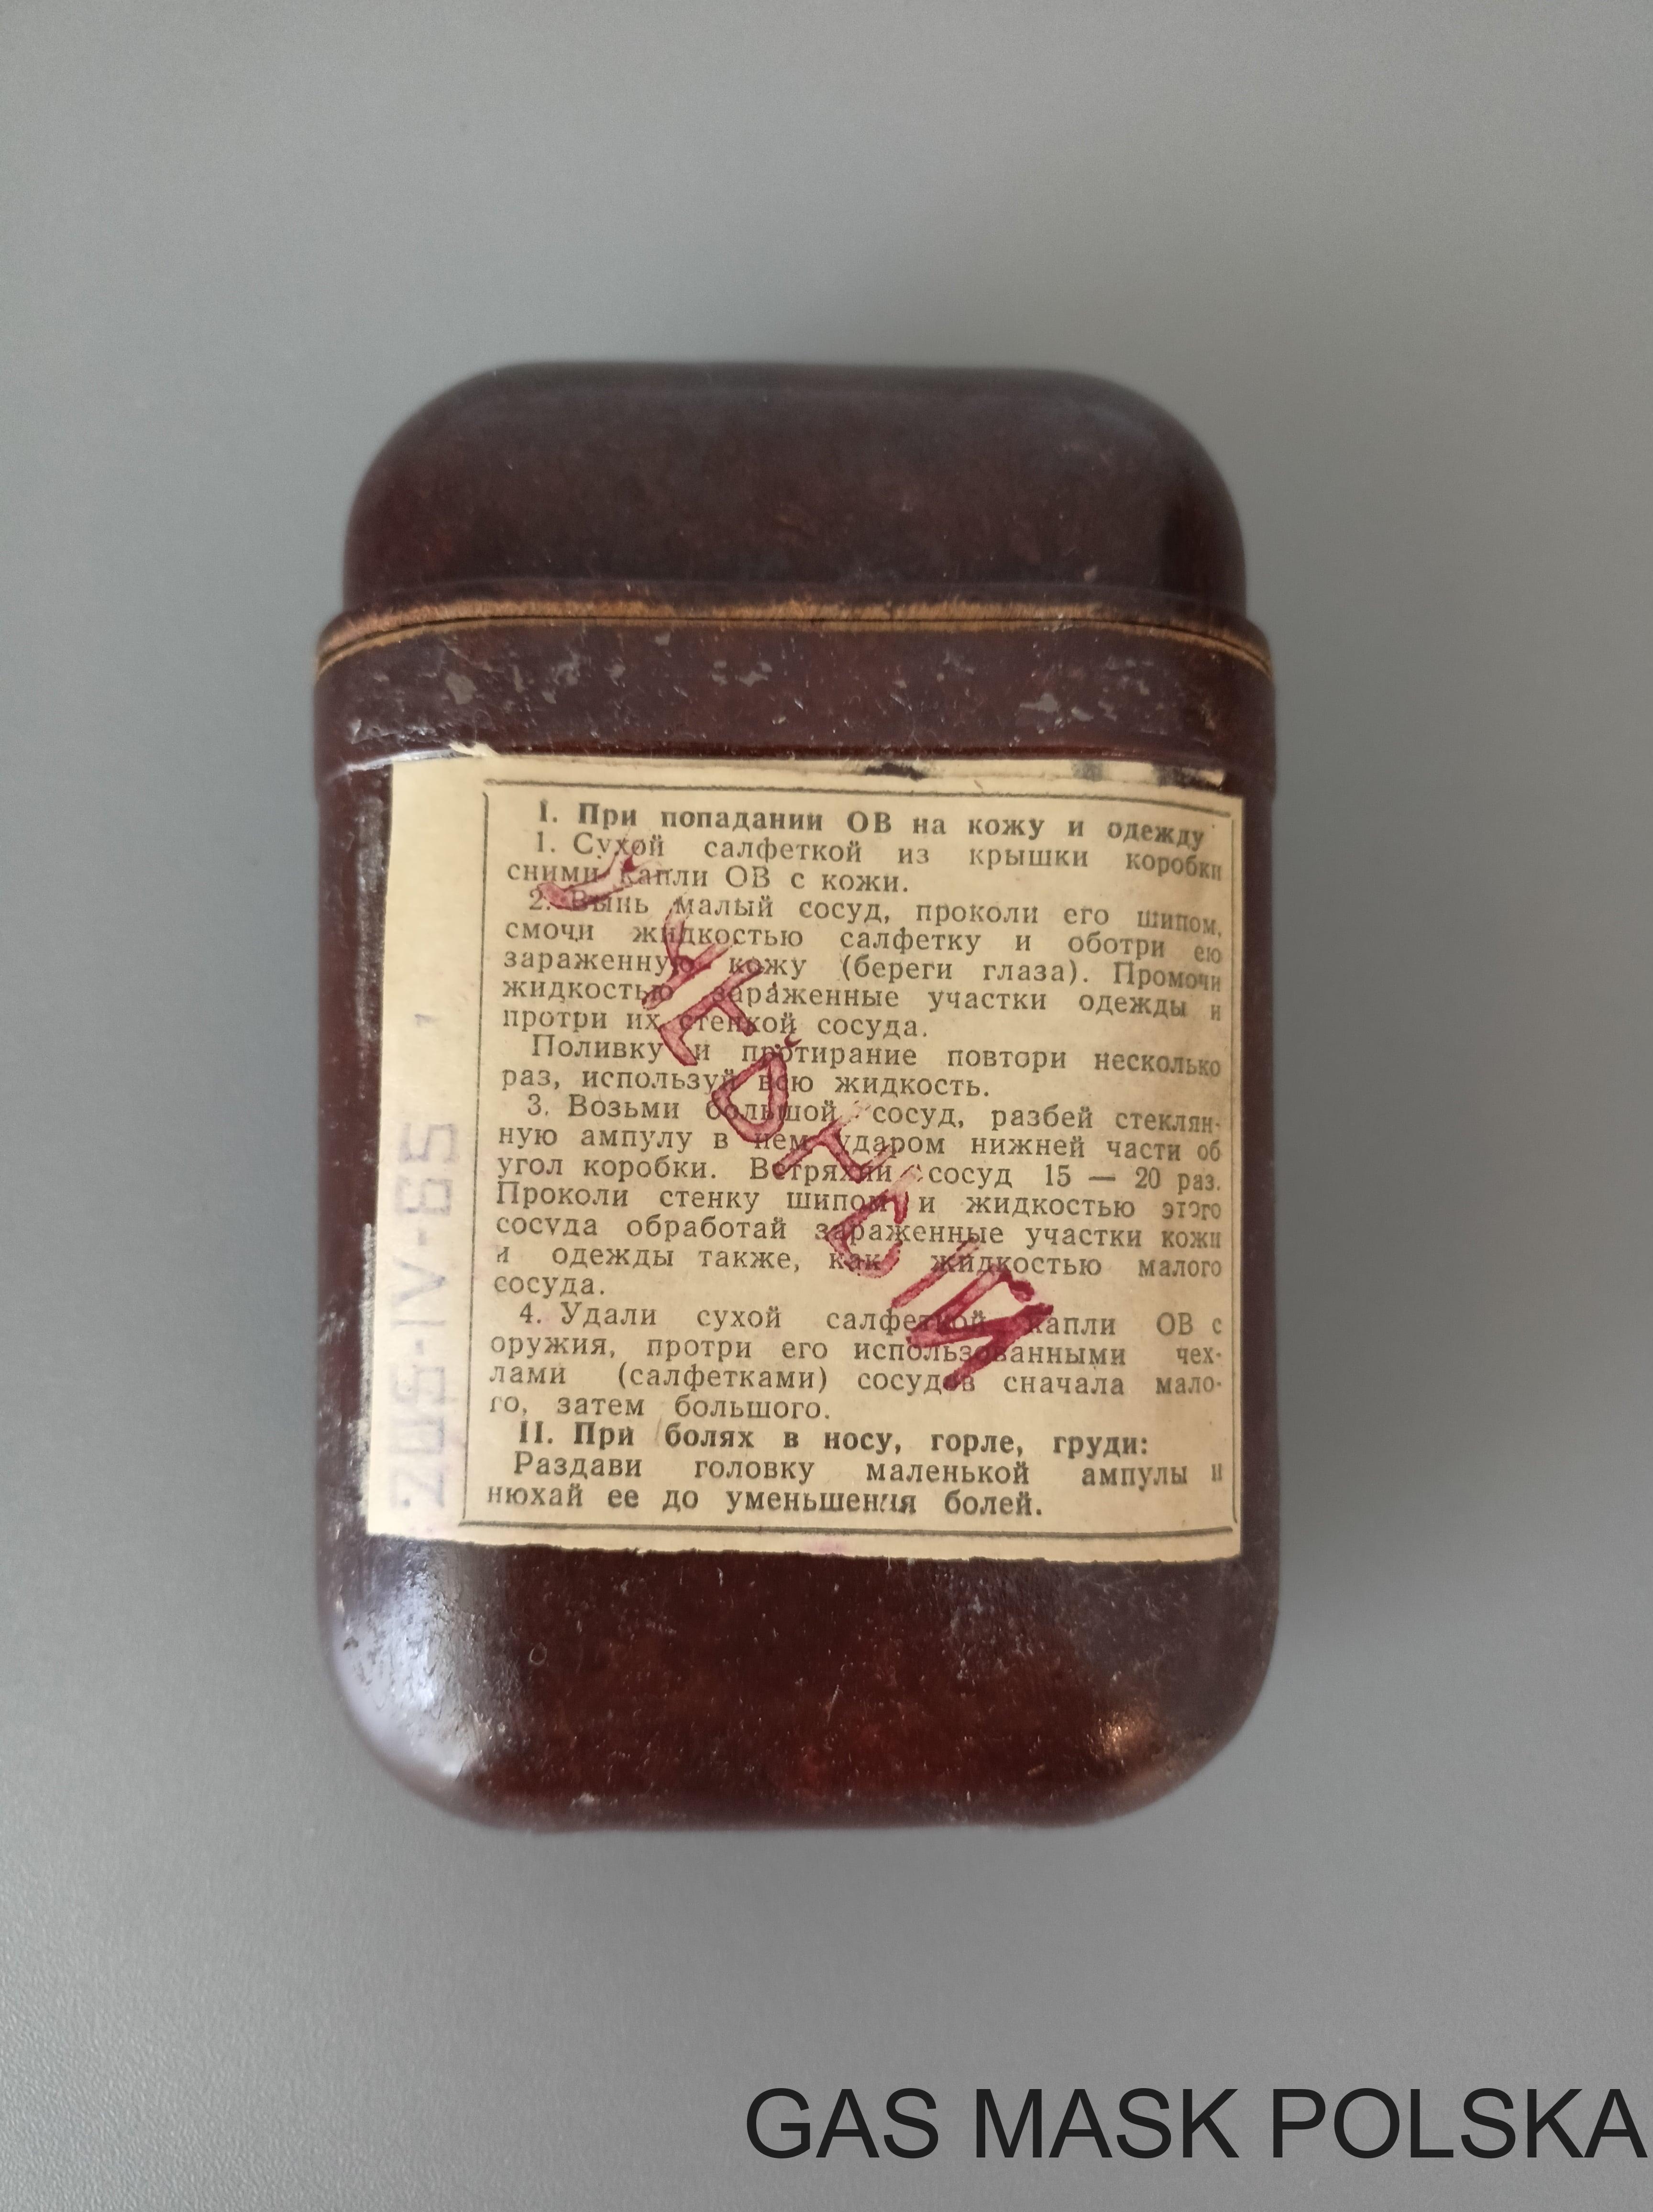 I. При попадании ОВ на кожу и одежду
1. Сухой салфеткой из крышки коробки
сними капли ОВ с кожи.
2. Вынь малый сосуд, проколи его шипом,
смочи жидкостью салфетку и оботри ею
зараженную кожу (береги глаза). Промочи
жидкостью зараженные участки одежды и
протри их стенкой сосуда.
Поливку и протирание повтори несколько
раз, используй всю жидкость.
3. Возьми большой сосуд, разбей стеклян-
ную ампулу в нем ударом нижней части об
угол коробки. Встряхни сосуд 15 — 20 раз.
Проколи стенку шипом и жидкостью этого
сосуда обработай зараженные участки кожи
и одежды также, как жидкостью малого
сосуда.
4. Удали сухой салфеткой капли ОВ с
оружия, протри его использованными чех-
лами (салфетками) сосудов сначала мало-
го, затем большого.
II. При болях в носу, горле, груди:
Раздави головку маленькой ампулы и
нюхай ее до уменьшения болей.
GAS MASK POLSKA